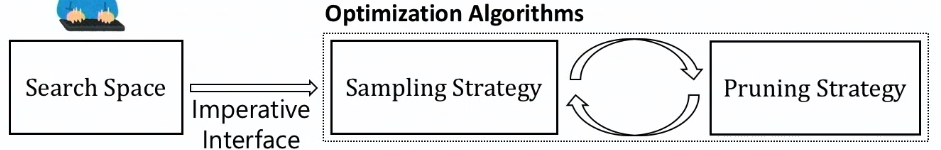 Optimization Algorithms
Search Space
Imperative
Interface
Sampling Strategy
Pruning Strategy